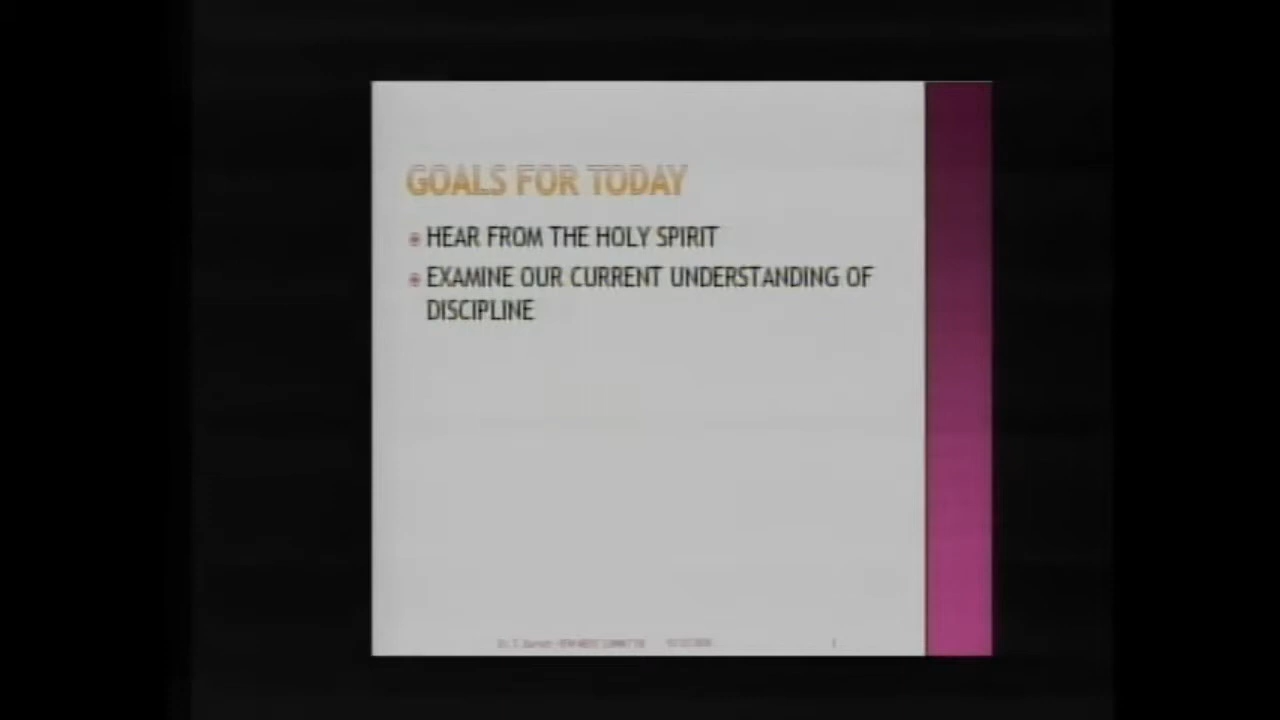 GOALS FOR TODAY
HEAR FROM THE HOLY SPIRIT
EXAMINE OUR CURRENT UNDERSTANDING OF
DISCIPLINE